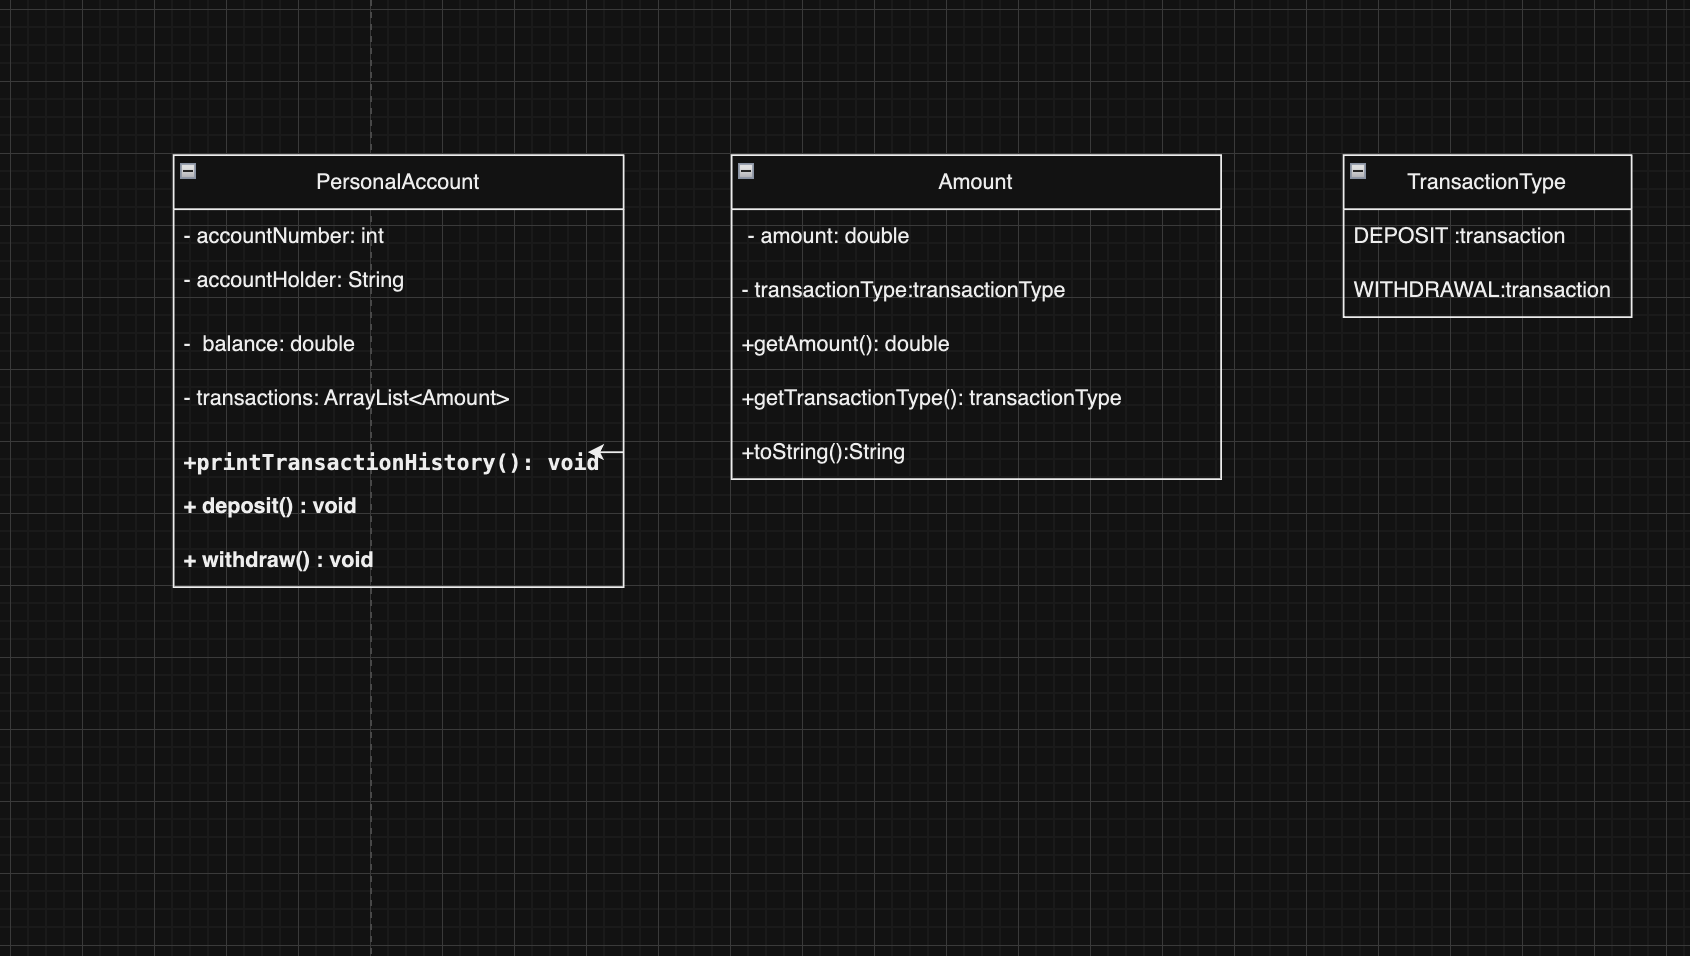 PersonalAccount
- accountNumber: int
- accountHolder: String
- balance: double
- transactions: ArrayList<Amount>
+printTransactionHistory(): void
+ deposit() : void
+ withdraw() : void
Amount
- amount: double
- transactionType:transactionType
+getAmount(): double
+getTransactionType(): transactionType
+toString():String
TransactionType
DEPOSIT :transaction
WITHDRAWAL:transaction